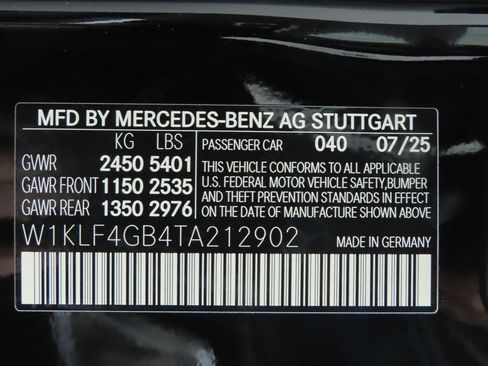 MFD BY MERCEDES-BENZ AG STUTTGART
KG LBS PASSENGER CAR 040 07/25
GVWR 2450 5401
GAWR FRONT 1150 2535
GAWR REAR 1350 2976
THIS VEHICLE CONFORMS TO ALL APPLICABLE
U.S. FEDERAL MOTOR VEHICLE SAFETY,BUMPER
AND THEFT PREVENTION STANDARDS IN EFFECT
ON THE DATE OF MANUFACTURE SHOWN ABOVE.
W1KLF4GB4TA212902 MADE IN GERMANY